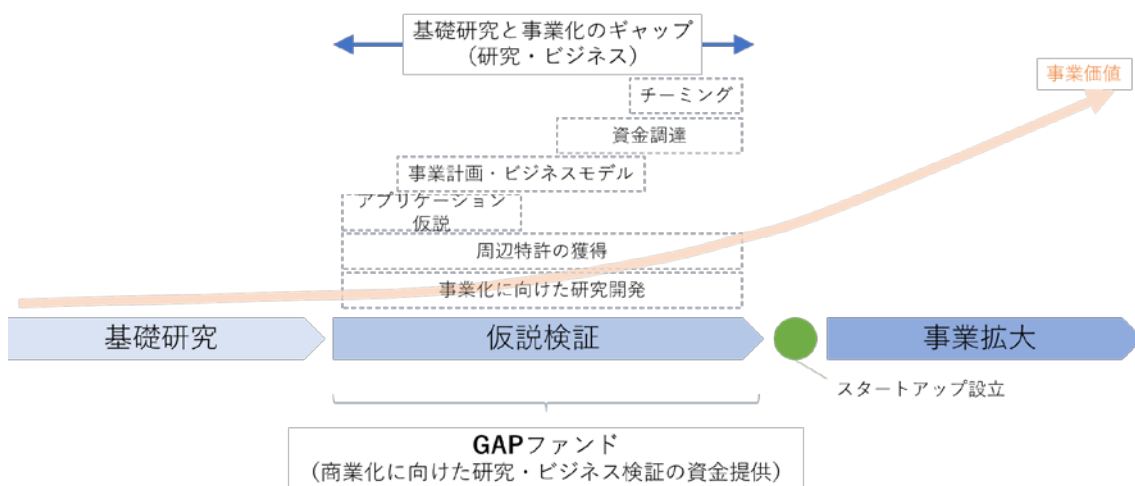 基礎研究と事業化のギャップ
（研究・ビジネス）
事業価値
チーミング
資金調達
事業計画・ビジネスモデル
アプリケーション
仮説
周辺特許の獲得
事業化に向けた研究開発
基礎研究
仮説検証
事業拡大
スタートアップ設立
GAPファンド
（商業化に向けた研究・ビジネス検証の資金提供）